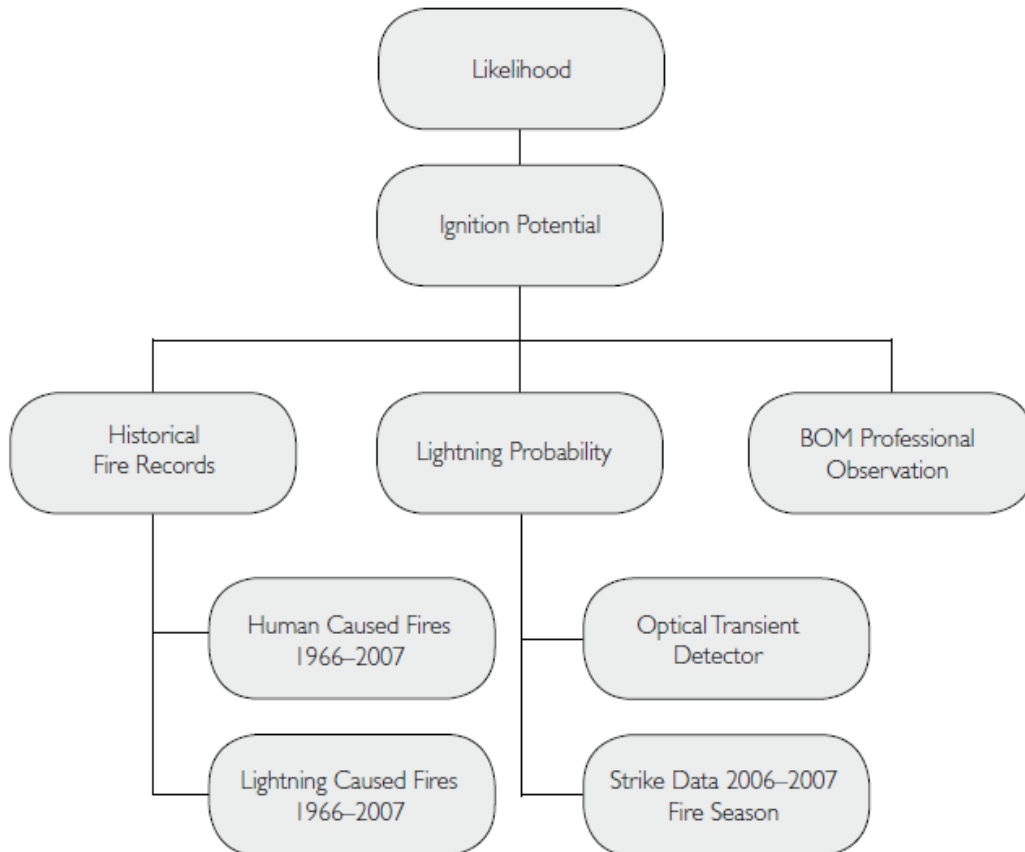 Likelihood
Ignition Potential
Historical
Fire Records
Lightning Probability
BOM Professional
Observation
Human Caused Fires
1966–2007
Optical Transient
Detector
Lightning Caused Fires
1966–2007
Strike Data 2006–2007
Fire Season